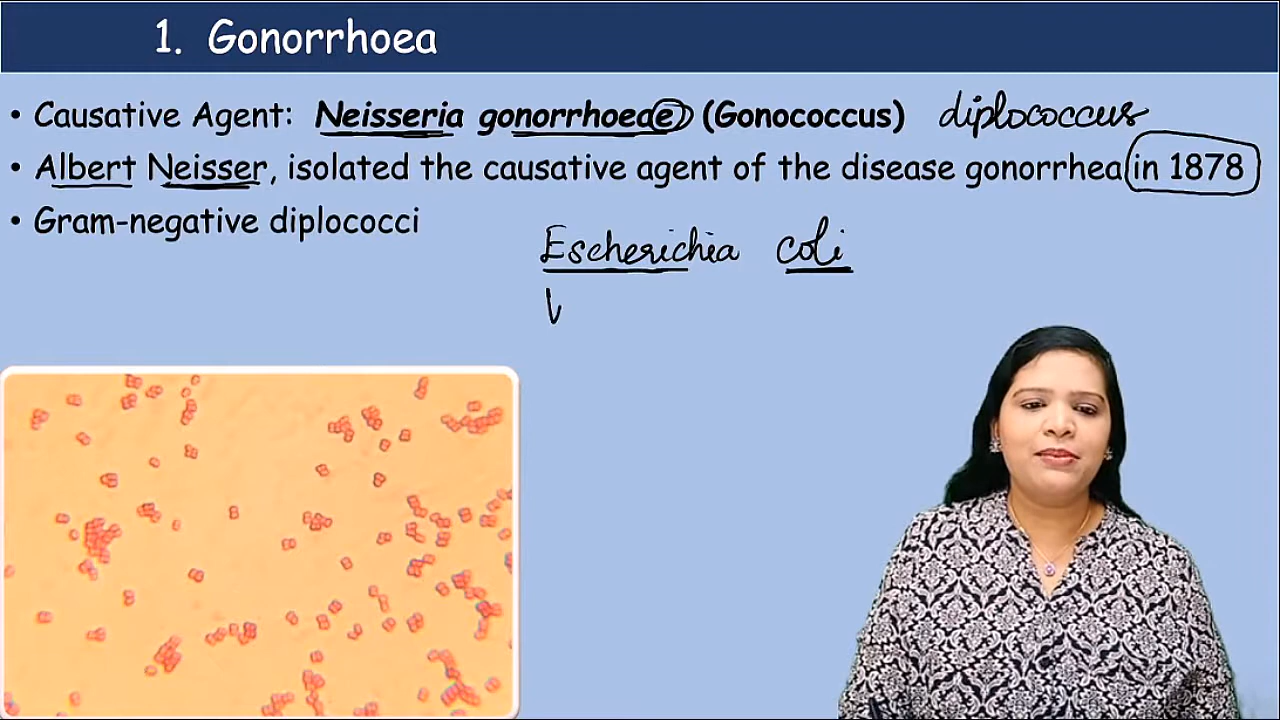 1. Gonorrhoea
• Causative Agent: Neisseria gonorrhoeae (Gonococcus) diplococcus
• Albert Neisser, isolated the causative agent of the disease gonorrhea in 1878
• Gram-negative diplococci
Escherichia coli